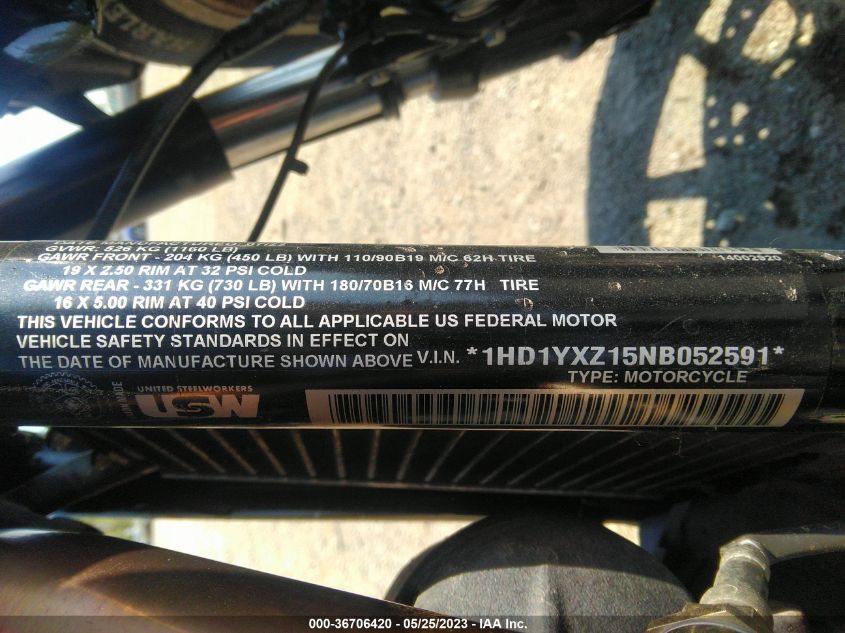 HARLE
DATE MANUFACTURED
GVWR: 526 KG (1160 LB)
GAWR FRONT - 204 KG (450 LB) WITH 110/90B19 M/C 62H TIRE
19 X 2.50 RIM AT 32 PSI COLD
GAWR REAR - 331 KG (730 LB) WITH 180/70B16 M/C 77H TIRE
16 X 5.00 RIM AT 40 PSI COLD
THIS VEHICLE CONFORMS TO ALL APPLICABLE US FEDERAL MOTOR
VEHICLE SAFETY STANDARDS IN EFFECT ON
THE DATE OF MANUFACTURE SHOWN ABOVE V.I.N. *1HD1YXZ15NB052591*
TYPE: MOTORCYCLE
14002920
UNITED STEELWORKERS
USW
000-36706420 - 05/25/2023 - IAA Inc.